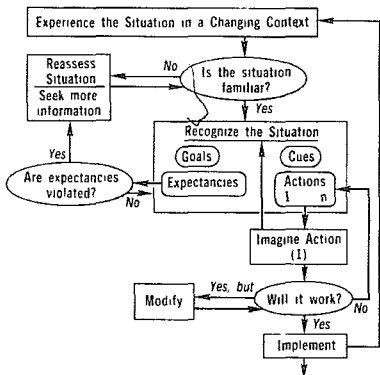 Experience the Situation in a Changing Context
No
Is the situation
familiar?
Reassess
Situation
Seek more
information
Yes
Recognize the Situation
Goals
Cues
Yes
Expectancies
Actions
1 n
Are expectancies
violated?
No
Imagine Action
(1)
Yes, but
Modify
Will it work?
No
Yes
Implement